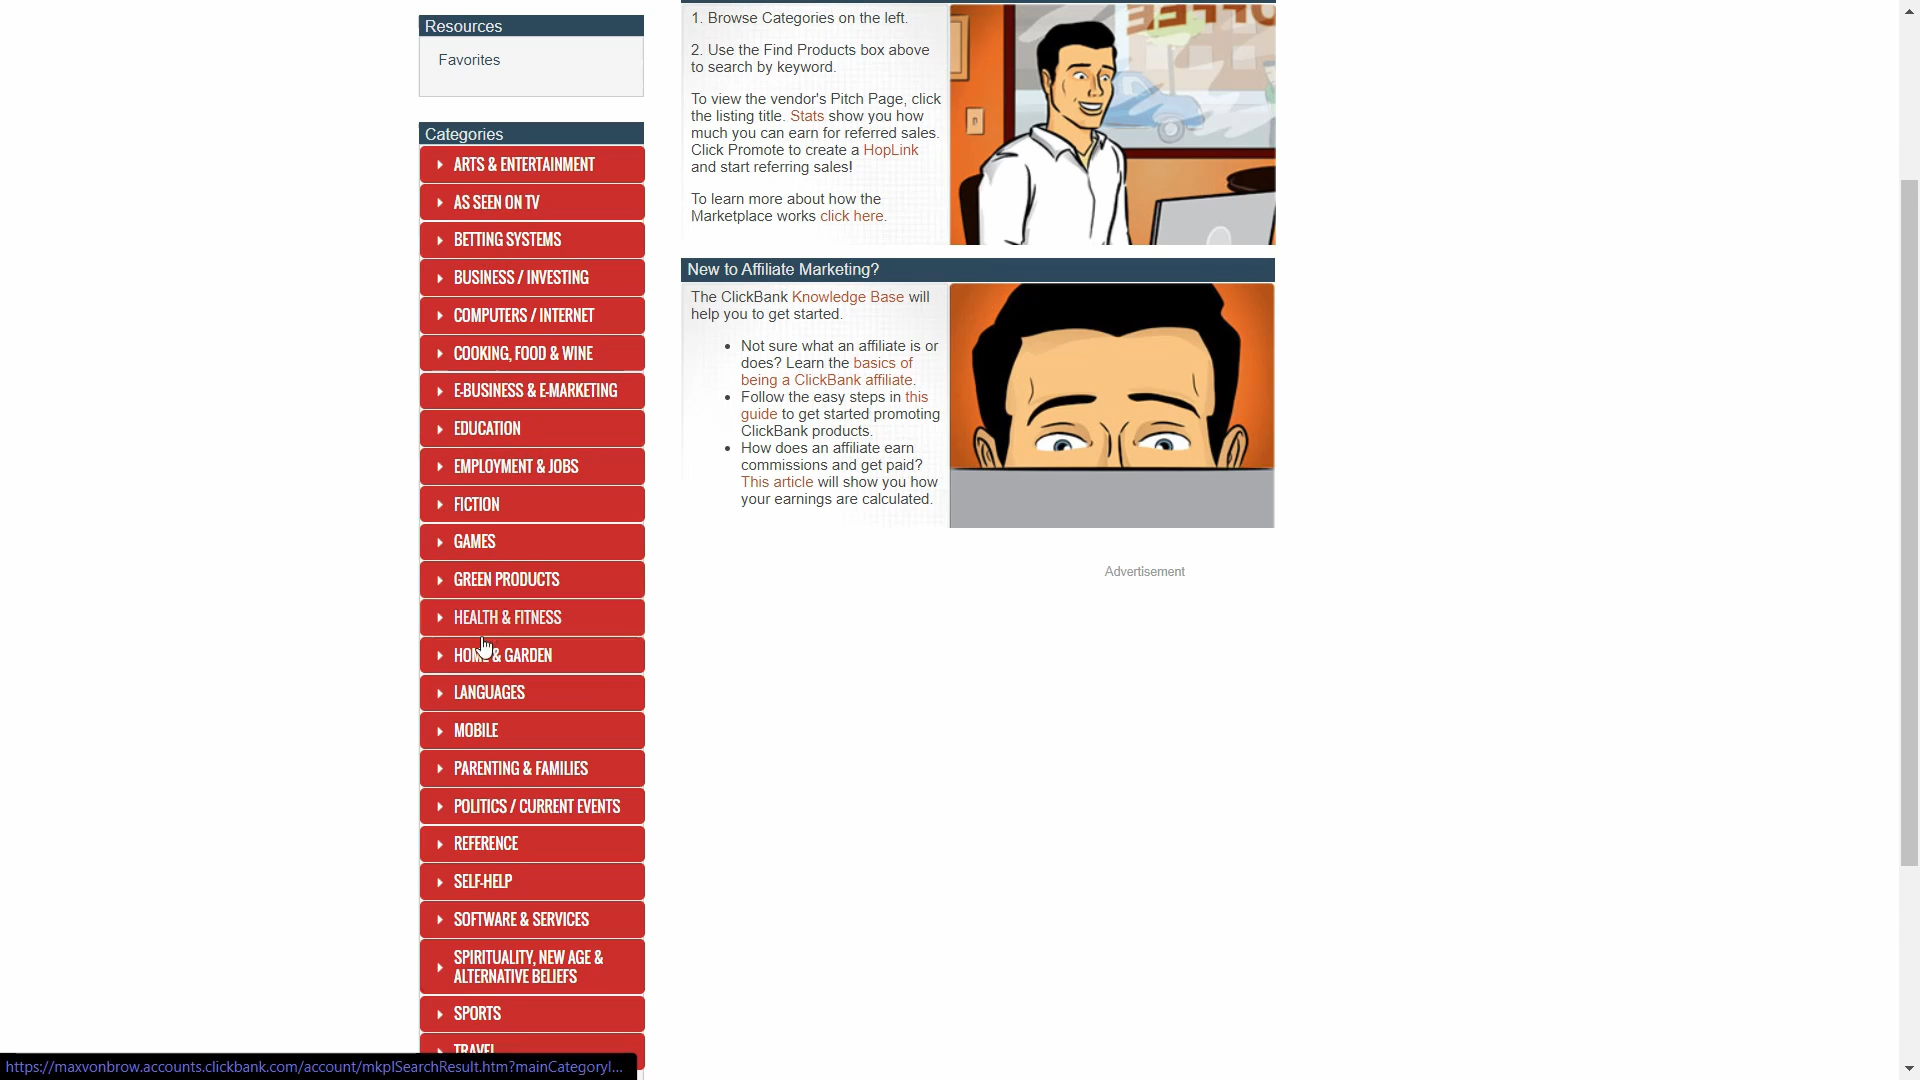 Resources
Favorites
Categories
ARTS & ENTERTAINMENT
AS SEEN ON TV
BETTING SYSTEMS
BUSINESS / INVESTING
COMPUTERS / INTERNET
COOKING, FOOD & WINE
E-BUSINESS & E-MARKETING
EDUCATION
EMPLOYMENT & JOBS
FICTION
GAMES
GREEN PRODUCTS
HEALTH & FITNESS
HOME & GARDEN
LANGUAGES
MOBILE
PARENTING & FAMILIES
POLITICS / CURRENT EVENTS
REFERENCE
SELF-HELP
SOFTWARE & SERVICES
SPIRITUALITY, NEW AGE &
ALTERNATIVE BELIEFS
SPORTS
TRAVEL
1. Browse Categories on the left.
2. Use the Find Products box above
to search by keyword.
To view the vendor's Pitch Page, click
the listing title. Stats show you how
much you can earn for referred sales.
Click Promote to create a HopLink
and start referring sales!
To learn more about how the
Marketplace works click here.
New to Affiliate Marketing?
The ClickBank Knowledge Base will
help you to get started.
• Not sure what an affiliate is or
does? Learn the basics of
being a ClickBank affiliate.
• Follow the easy steps in this
guide to get started promoting
ClickBank products.
• How does an affiliate earn
commissions and get paid?
This article will show you how
your earnings are calculated.
Advertisement
https://maxvonbrow.accounts.clickbank.com/account/mkplSearchResult.htm?mainCategoryI...